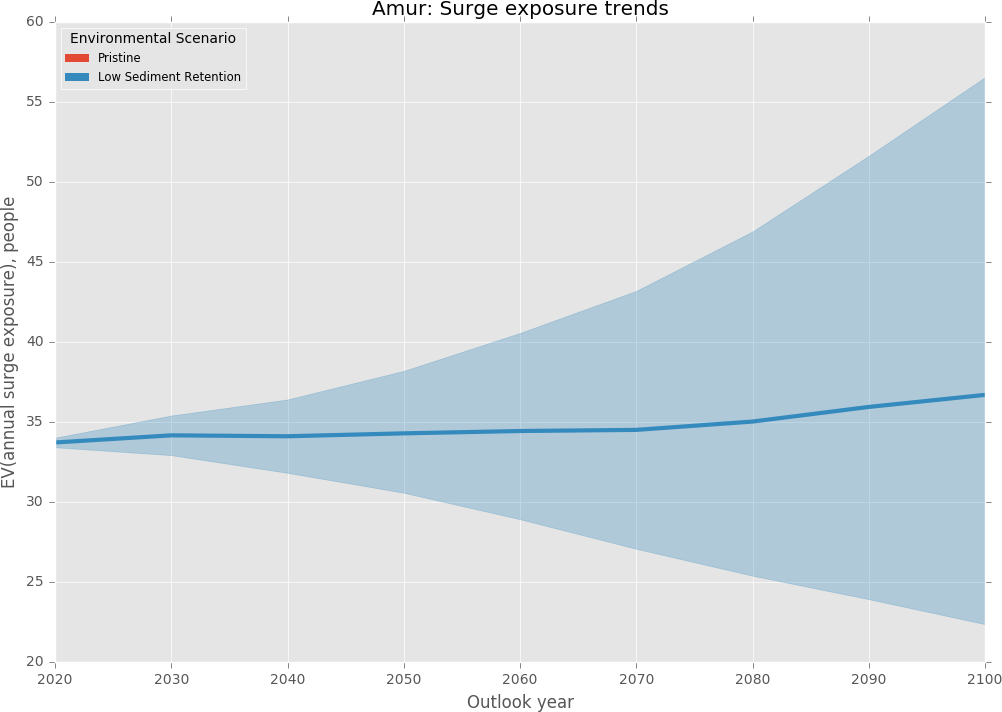 Amur: Surge exposure trends
Environmental Scenario
Pristine
Low Sediment Retention
EV(annual surge exposure), people
60
55
50
45
40
35
30
25
20
2020 2030 2040 2050 2060 2070 2080 2090 2100
Outlook year